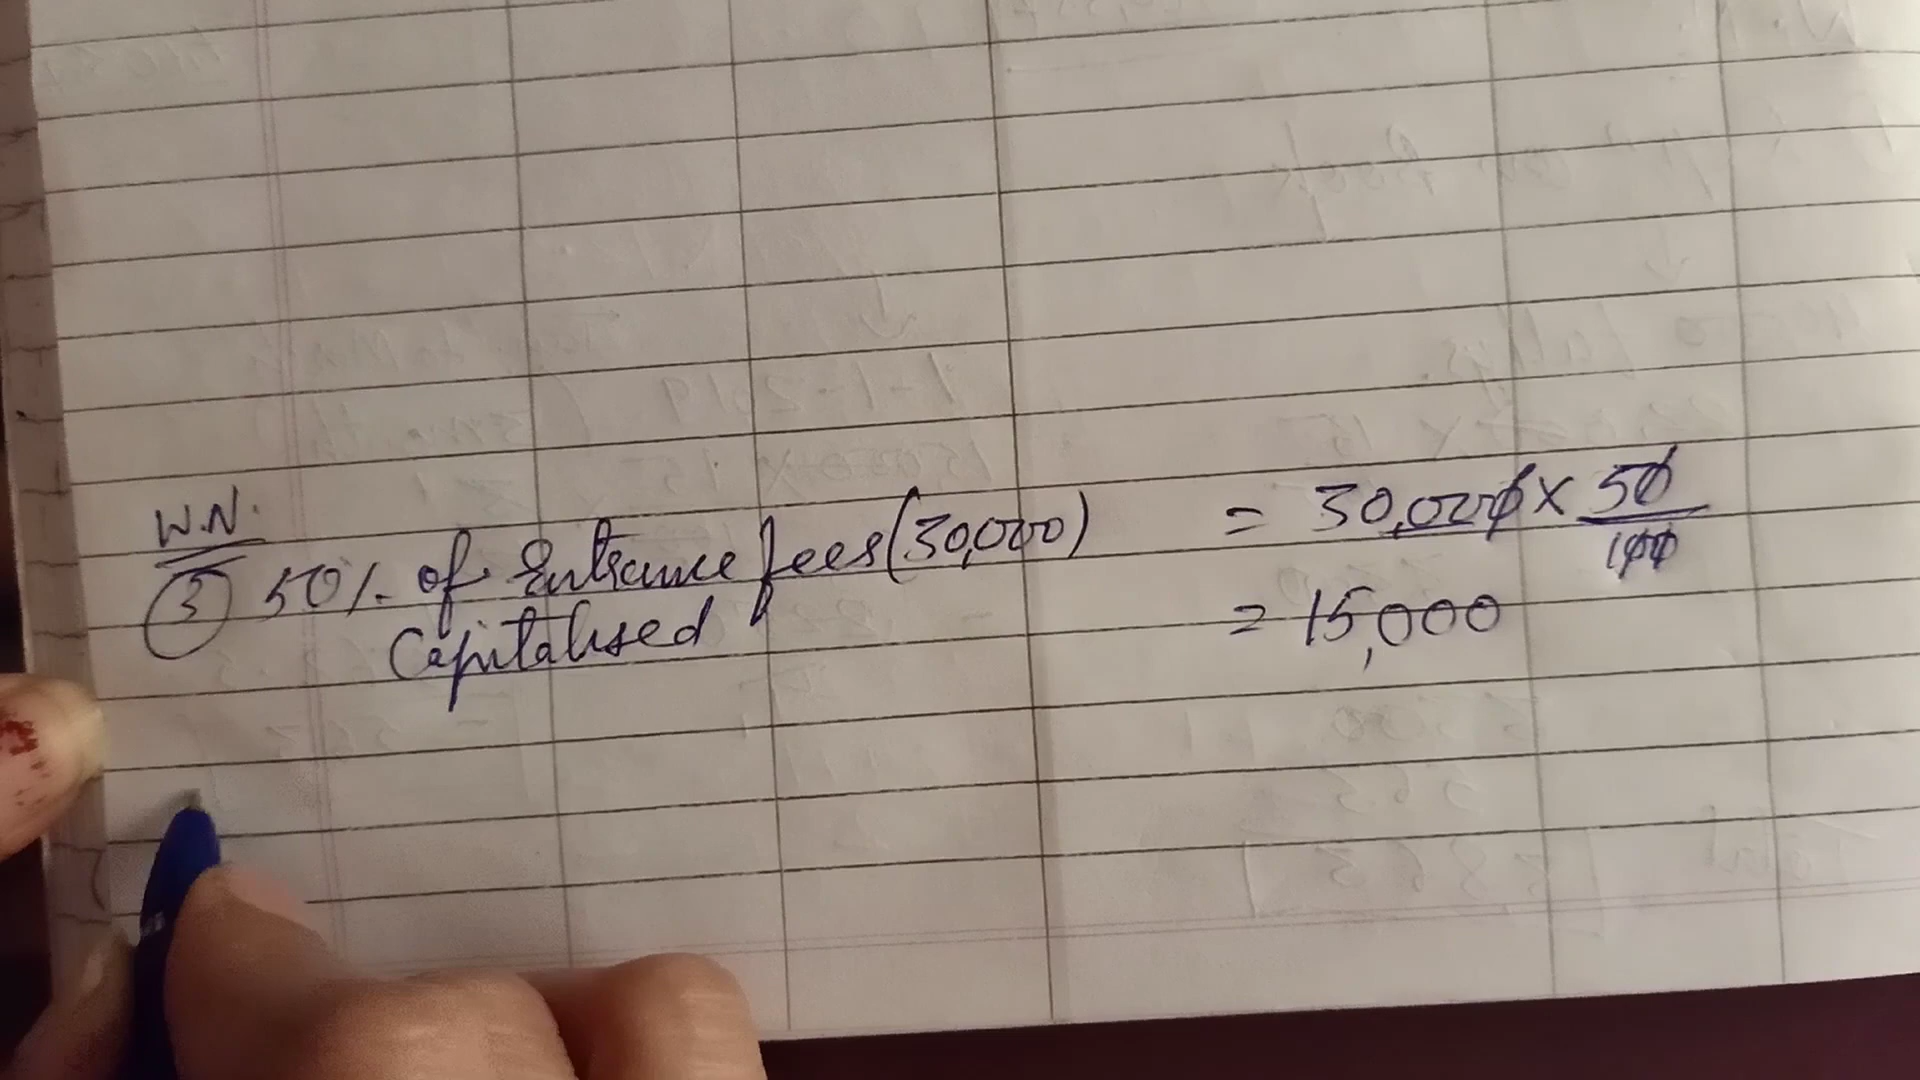 W.N.
③ 50% of Entrance fees (30,000) = 30,000 × 50/100
Capitalised = 15,000